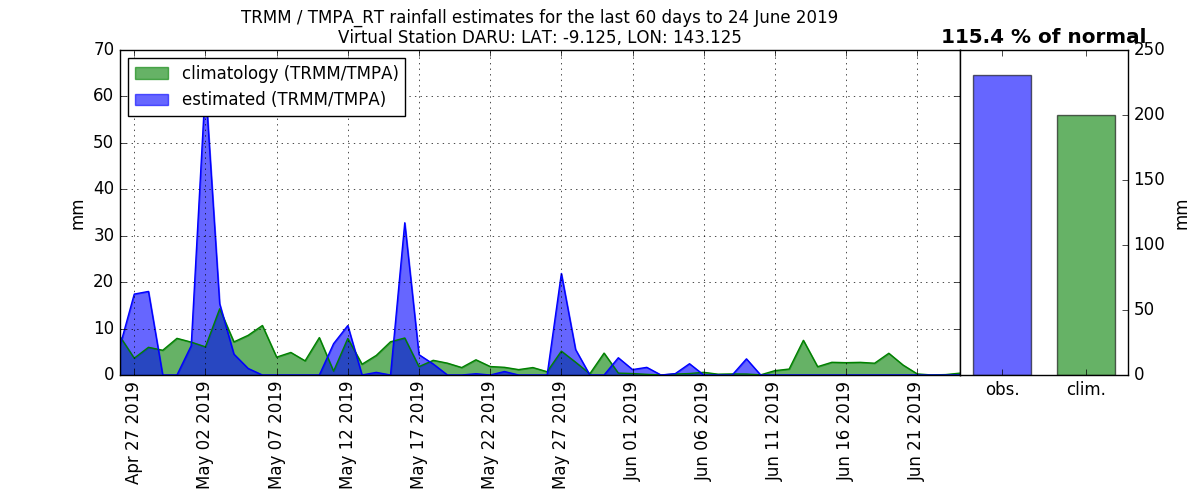 TRMM / TMPA_RT rainfall estimates for the last 60 days to 24 June 2019
Virtual Station DARU: LAT: -9.125, LON: 143.125
115.4 % of normal
climatology (TRMM/TMPA)
estimated (TRMM/TMPA)
70
60
50
40
30
20
10
0
mm
Apr 27 2019
May 02 2019
May 07 2019
May 12 2019
May 17 2019
May 22 2019
May 27 2019
Jun 01 2019
Jun 06 2019
Jun 11 2019
Jun 16 2019
Jun 21 2019
obs.
clim.
250
200
150
100
50
0
mm